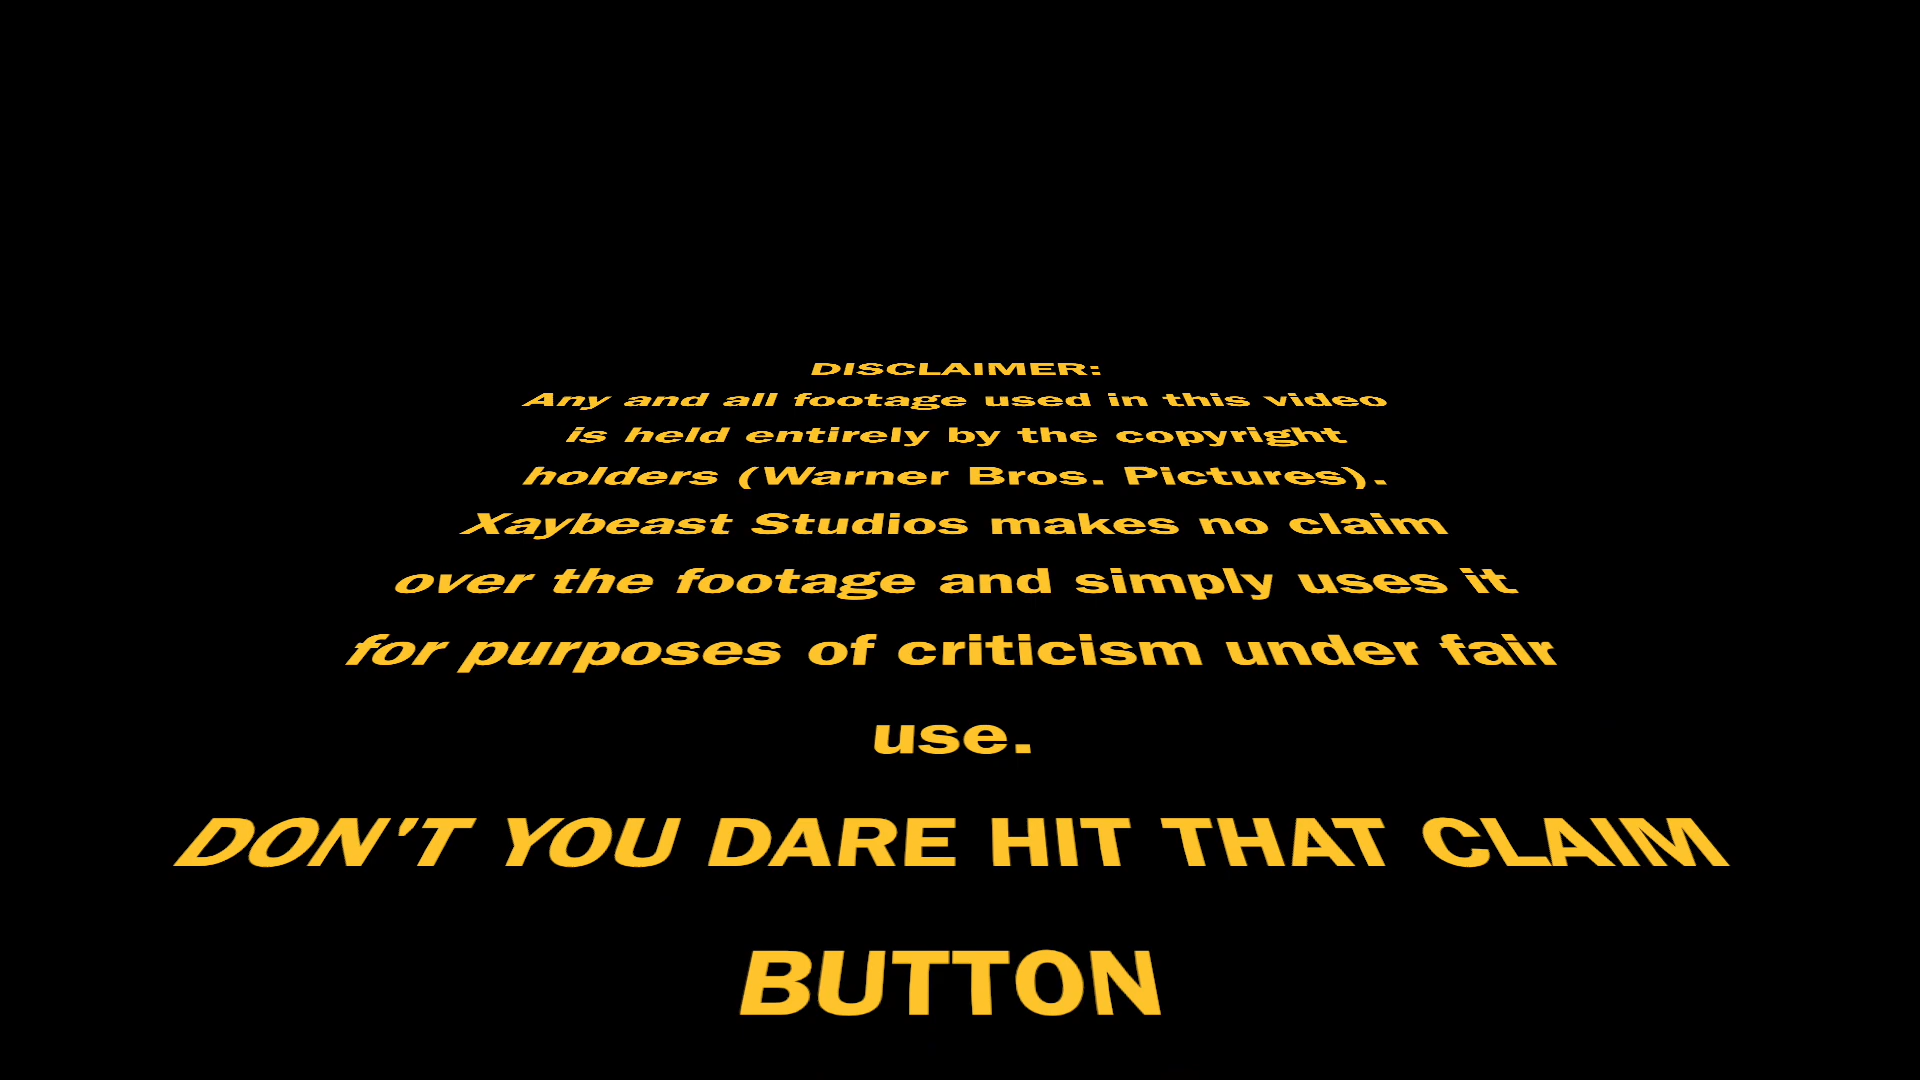 DISCLAIMER:
Any and all footage used in this video
is held entirely by the copyright
holders (Warner Bros. Pictures).
Xaybeast Studios makes no claim
over the footage and simply uses it
for purposes of criticism under fair
use.
DON'T YOU DARE HIT THAT CLAIM
BUTTON